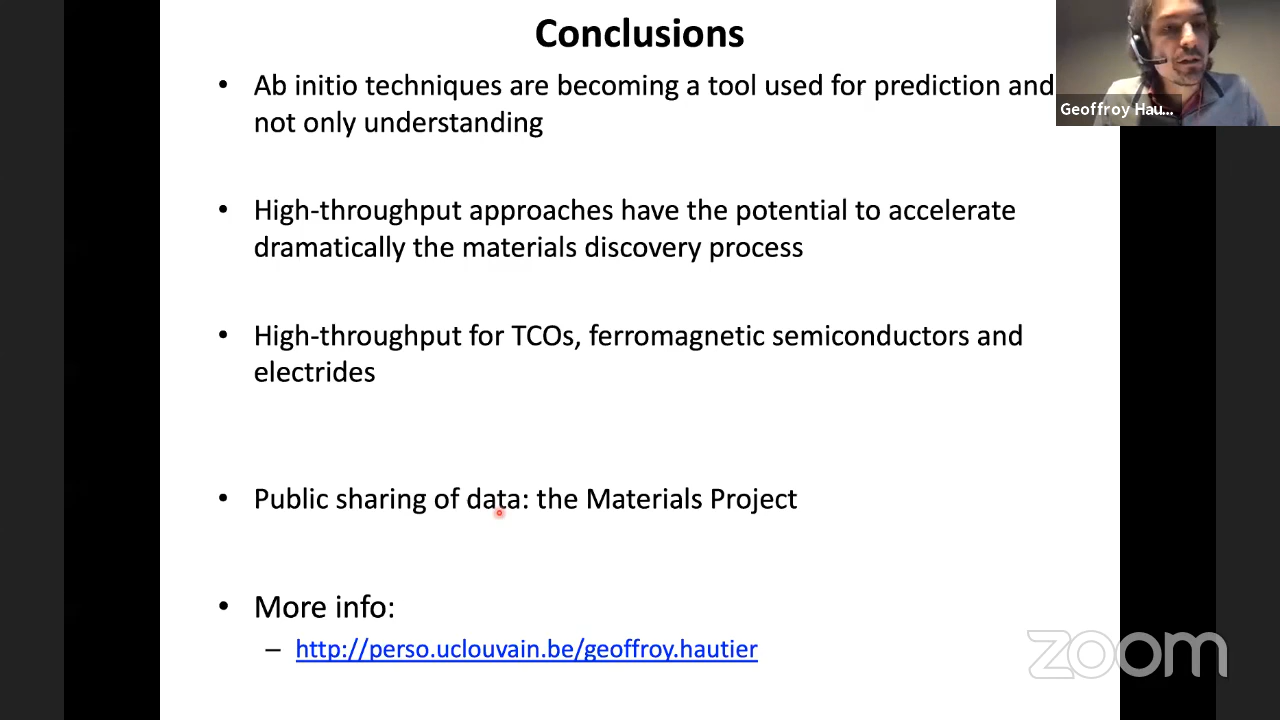 Conclusions
• Ab initio techniques are becoming a tool used for prediction and
not only understanding
• High-throughput approaches have the potential to accelerate
dramatically the materials discovery process
• High-throughput for TCOs, ferromagnetic semiconductors and
electrides
• Public sharing of data: the Materials Project
• More info:
– http://perso.uclouvain.be/geoffroy.hautier
Geoffroy Hau...
zoom